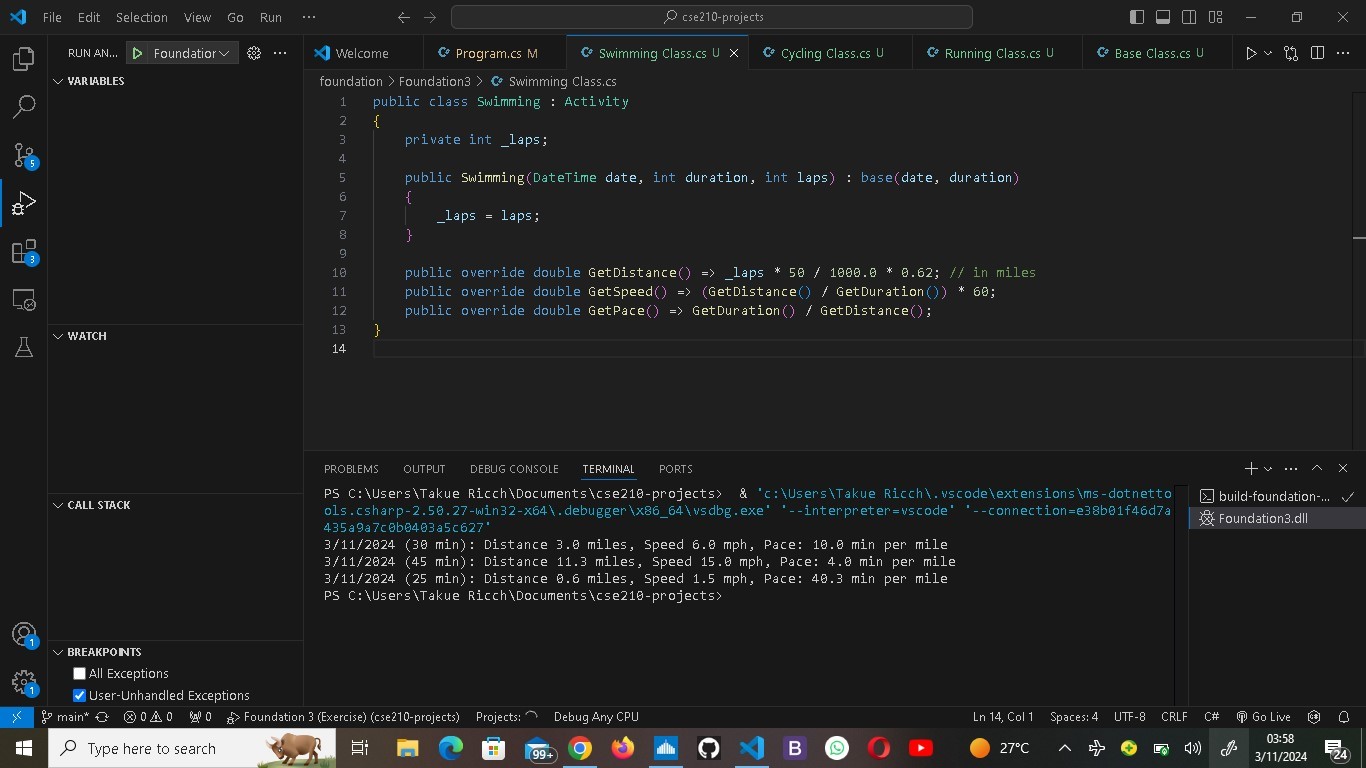 File Edit Selection View Go Run ··· cse210-projects
RUN AN... Foundation ···
Welcome Program.cs M Swimming Class.cs U Cycling Class.cs U Running Class.cs U Base Class.cs U ···
foundation > Foundation3 > Swimming Class.cs
VARIABLES
WATCH
CALL STACK
BREAKPOINTS
All Exceptions
User-Unhandled Exceptions
5
3
1
1
1 public class Swimming : Activity
2 {
3 private int _laps;
4
5 public Swimming(DateTime date, int duration, int laps) : base(date, duration)
6 {
7 _laps = laps;
8 }
9
10 public override double GetDistance() => _laps * 50 / 1000.0 * 0.62; // in miles
11 public override double GetSpeed() => (GetDistance() / GetDuration()) * 60;
12 public override double GetPace() => GetDuration() / GetDistance();
13 }
14
PROBLEMS OUTPUT DEBUG CONSOLE TERMINAL PORTS ···
PS C:\Users\Takue Ricch\Documents\cse210-projects> & 'c:\Users\Takue Ricch\.vscode\extensions\ms-dotnetto
ols.csharp-2.50.27-win32-x64\.debugger\x86_64\vsdbg.exe' '--interpreter=vscode' '--connection=e38b01f46d7a
435a9a7c0b0403a5c627'
3/11/2024 (30 min): Distance 3.0 miles, Speed 6.0 mph, Pace: 10.0 min per mile
3/11/2024 (45 min): Distance 11.3 miles, Speed 15.0 mph, Pace: 4.0 min per mile
3/11/2024 (25 min): Distance 0.6 miles, Speed 1.5 mph, Pace: 40.3 min per mile
PS C:\Users\Takue Ricch\Documents\cse210-projects>
build-foundation-...
Foundation3.dll
main* 0 0 0 Foundation 3 (Exercise) (cse210-projects) Projects: Debug Any CPU Ln 14, Col 1 Spaces: 4 UTF-8 CRLF C# Go Live
Type here to search 99+ B 27°C 03:58
3/11/2024 24